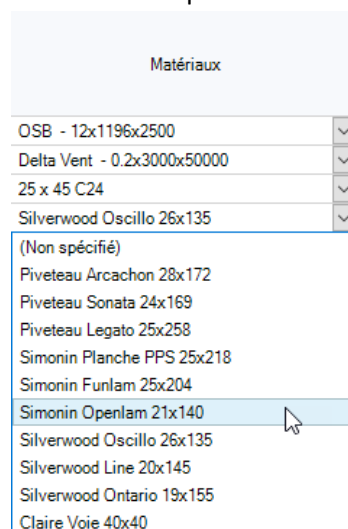 Matériaux
OSB - 12x1196x2500
Delta Vent - 0.2x3000x50000
25 x 45 C24
Silverwood Oscillo 26x135
(Non spécifié)
Piveteau Arcachon 28x172
Piveteau Sonata 24x169
Piveteau Legato 25x258
Simonin Planche PPS 25x218
Simonin Funlam 25x204
Simonin Openlam 21x140
Silverwood Oscillo 26x135
Silverwood Line 20x145
Silverwood Ontario 19x155
Claire Voie 40x40